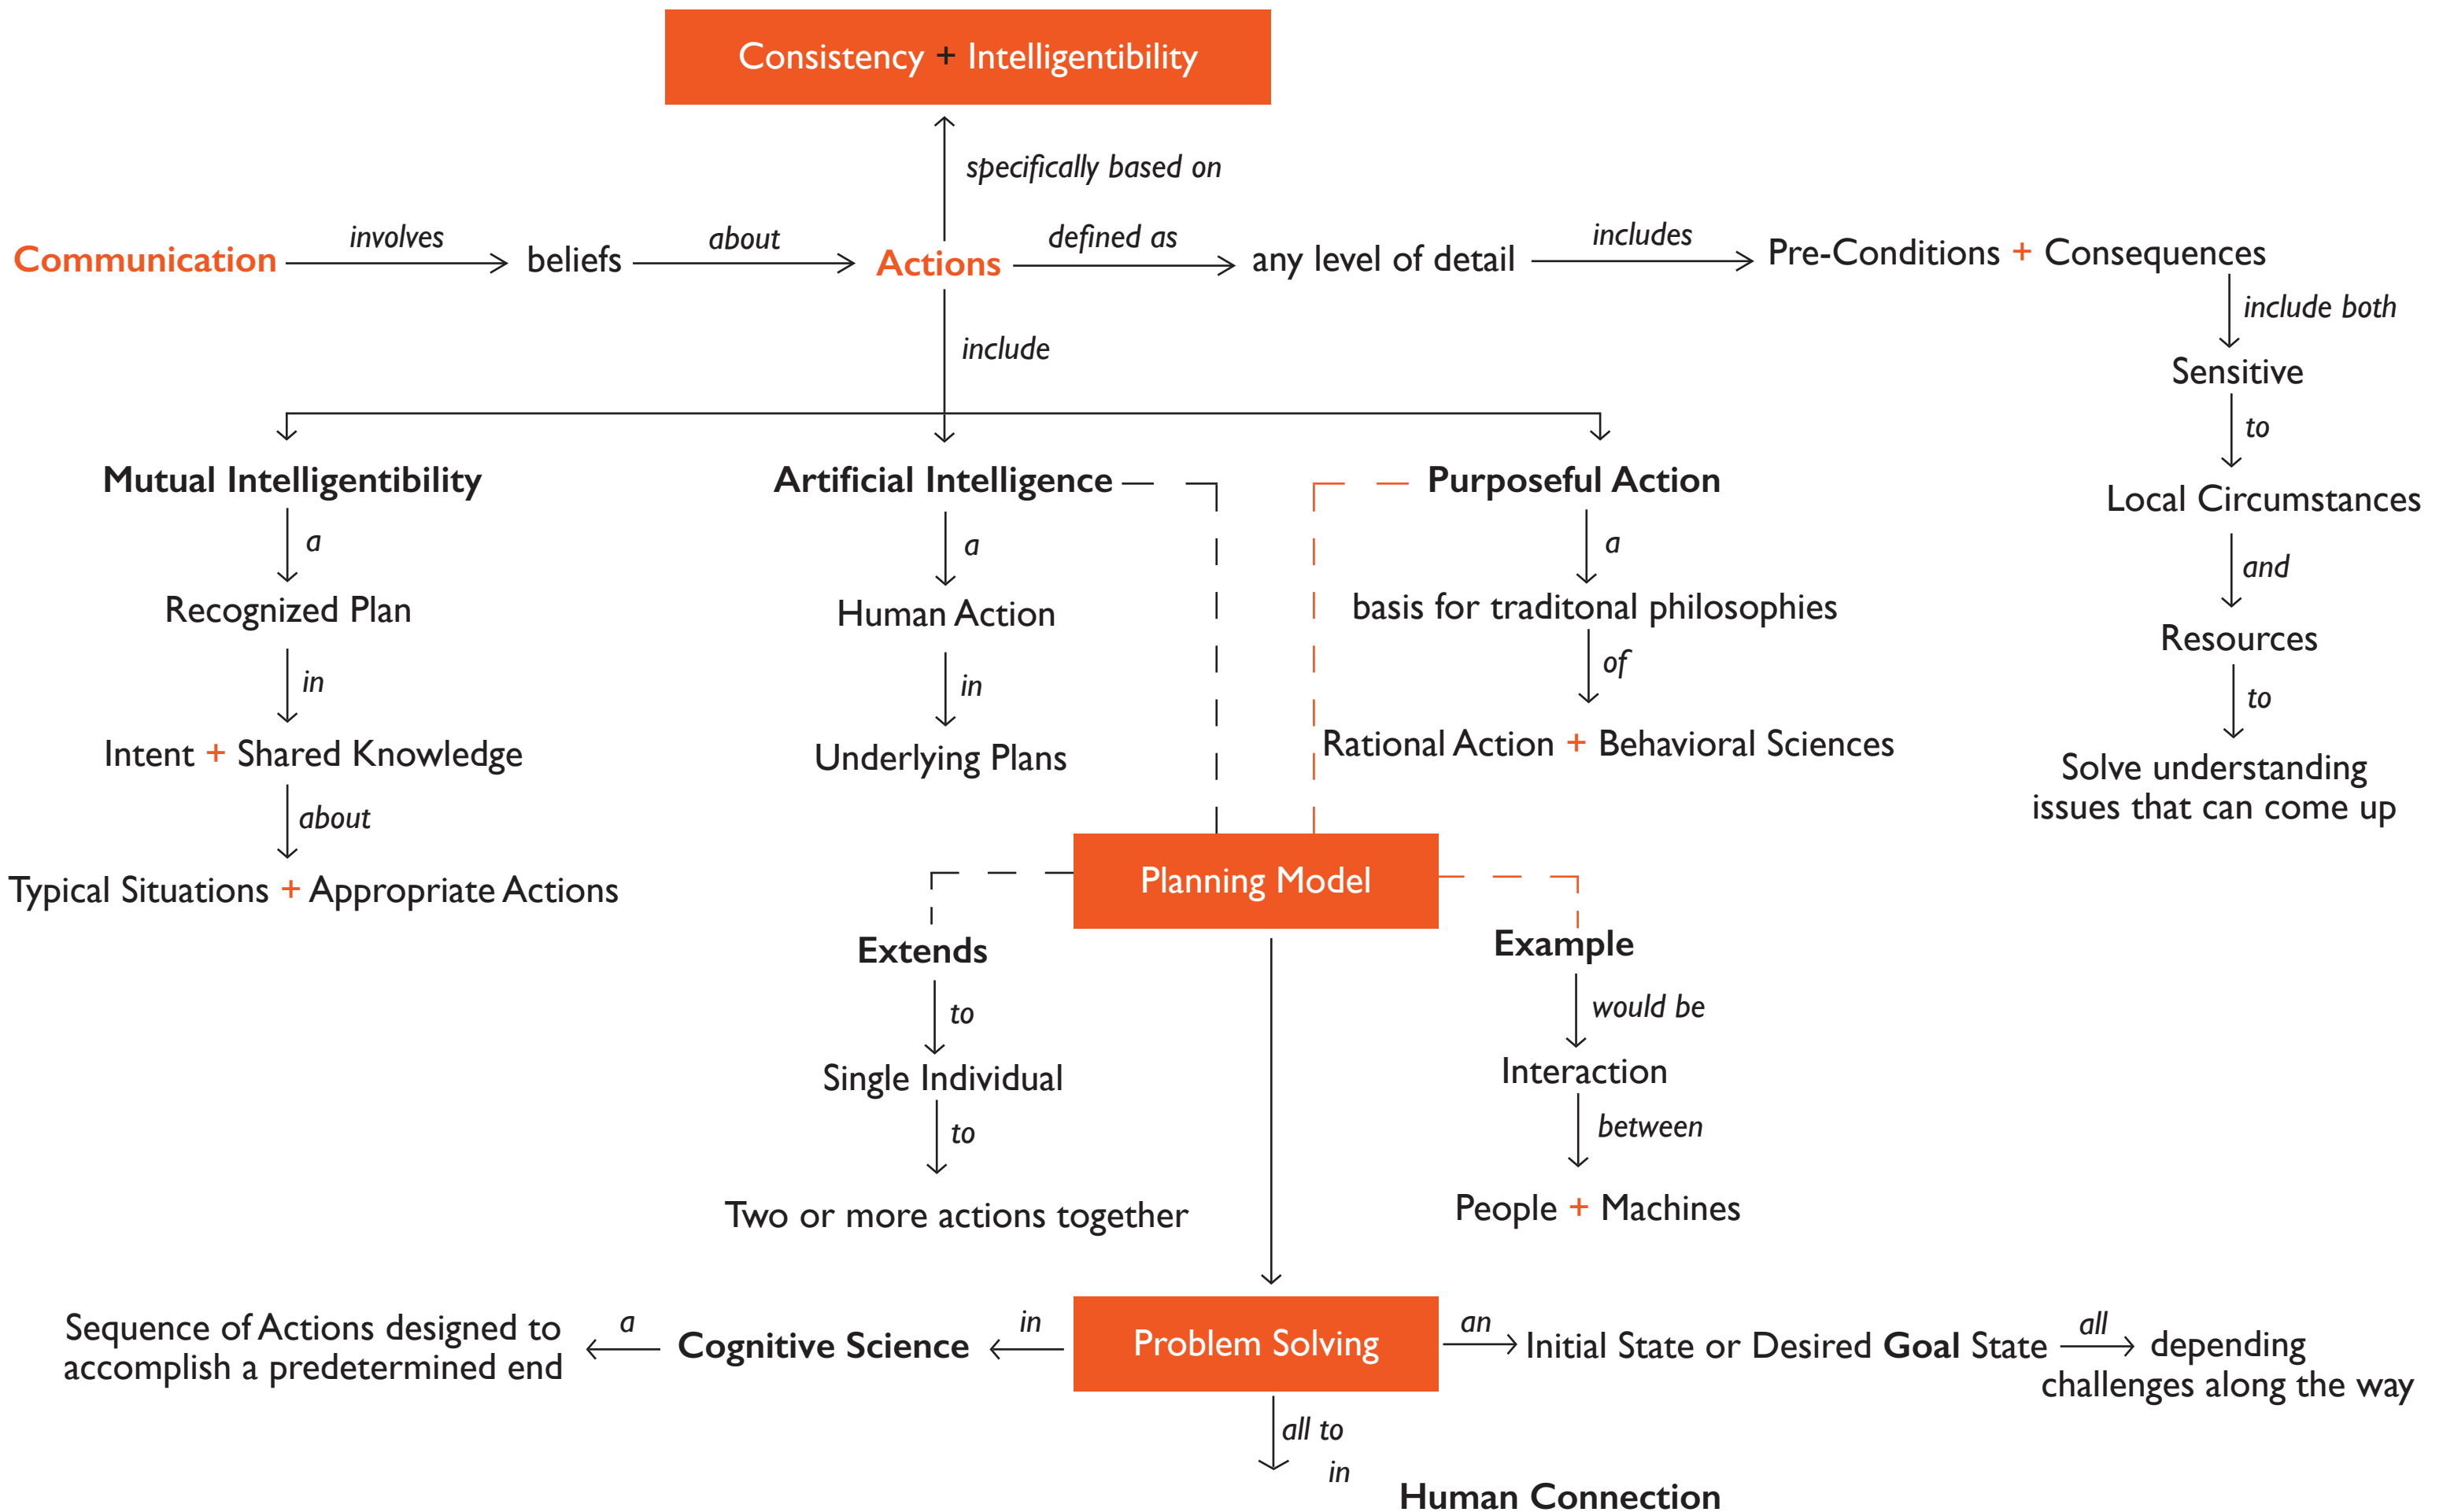 Consistency + Intelligentibility
specifically based on
Communication
involves
beliefs
about
Actions
defined as
any level of detail
includes
Pre-Conditions + Consequences
include both
Sensitive
to
Local Circumstances
and
Resources
to
Solve understanding
issues that can come up
include
Mutual Intelligentibility
a
Recognized Plan
in
Intent + Shared Knowledge
about
Typical Situations + Appropriate Actions
Artificial Intelligence
a
Human Action
in
Underlying Plans
Purposeful Action
a
basis for traditonal philosophies
of
Rational Action + Behavioral Sciences
Planning Model
Extends
to
Single Individual
to
Two or more actions together
Example
would be
Interaction
between
People + Machines
Problem Solving
in
Cognitive Science
a
Sequence of Actions designed to
accomplish a predetermined end
an
Initial State or Desired Goal State
all
depending
challenges along the way
all to
in
Human Connection